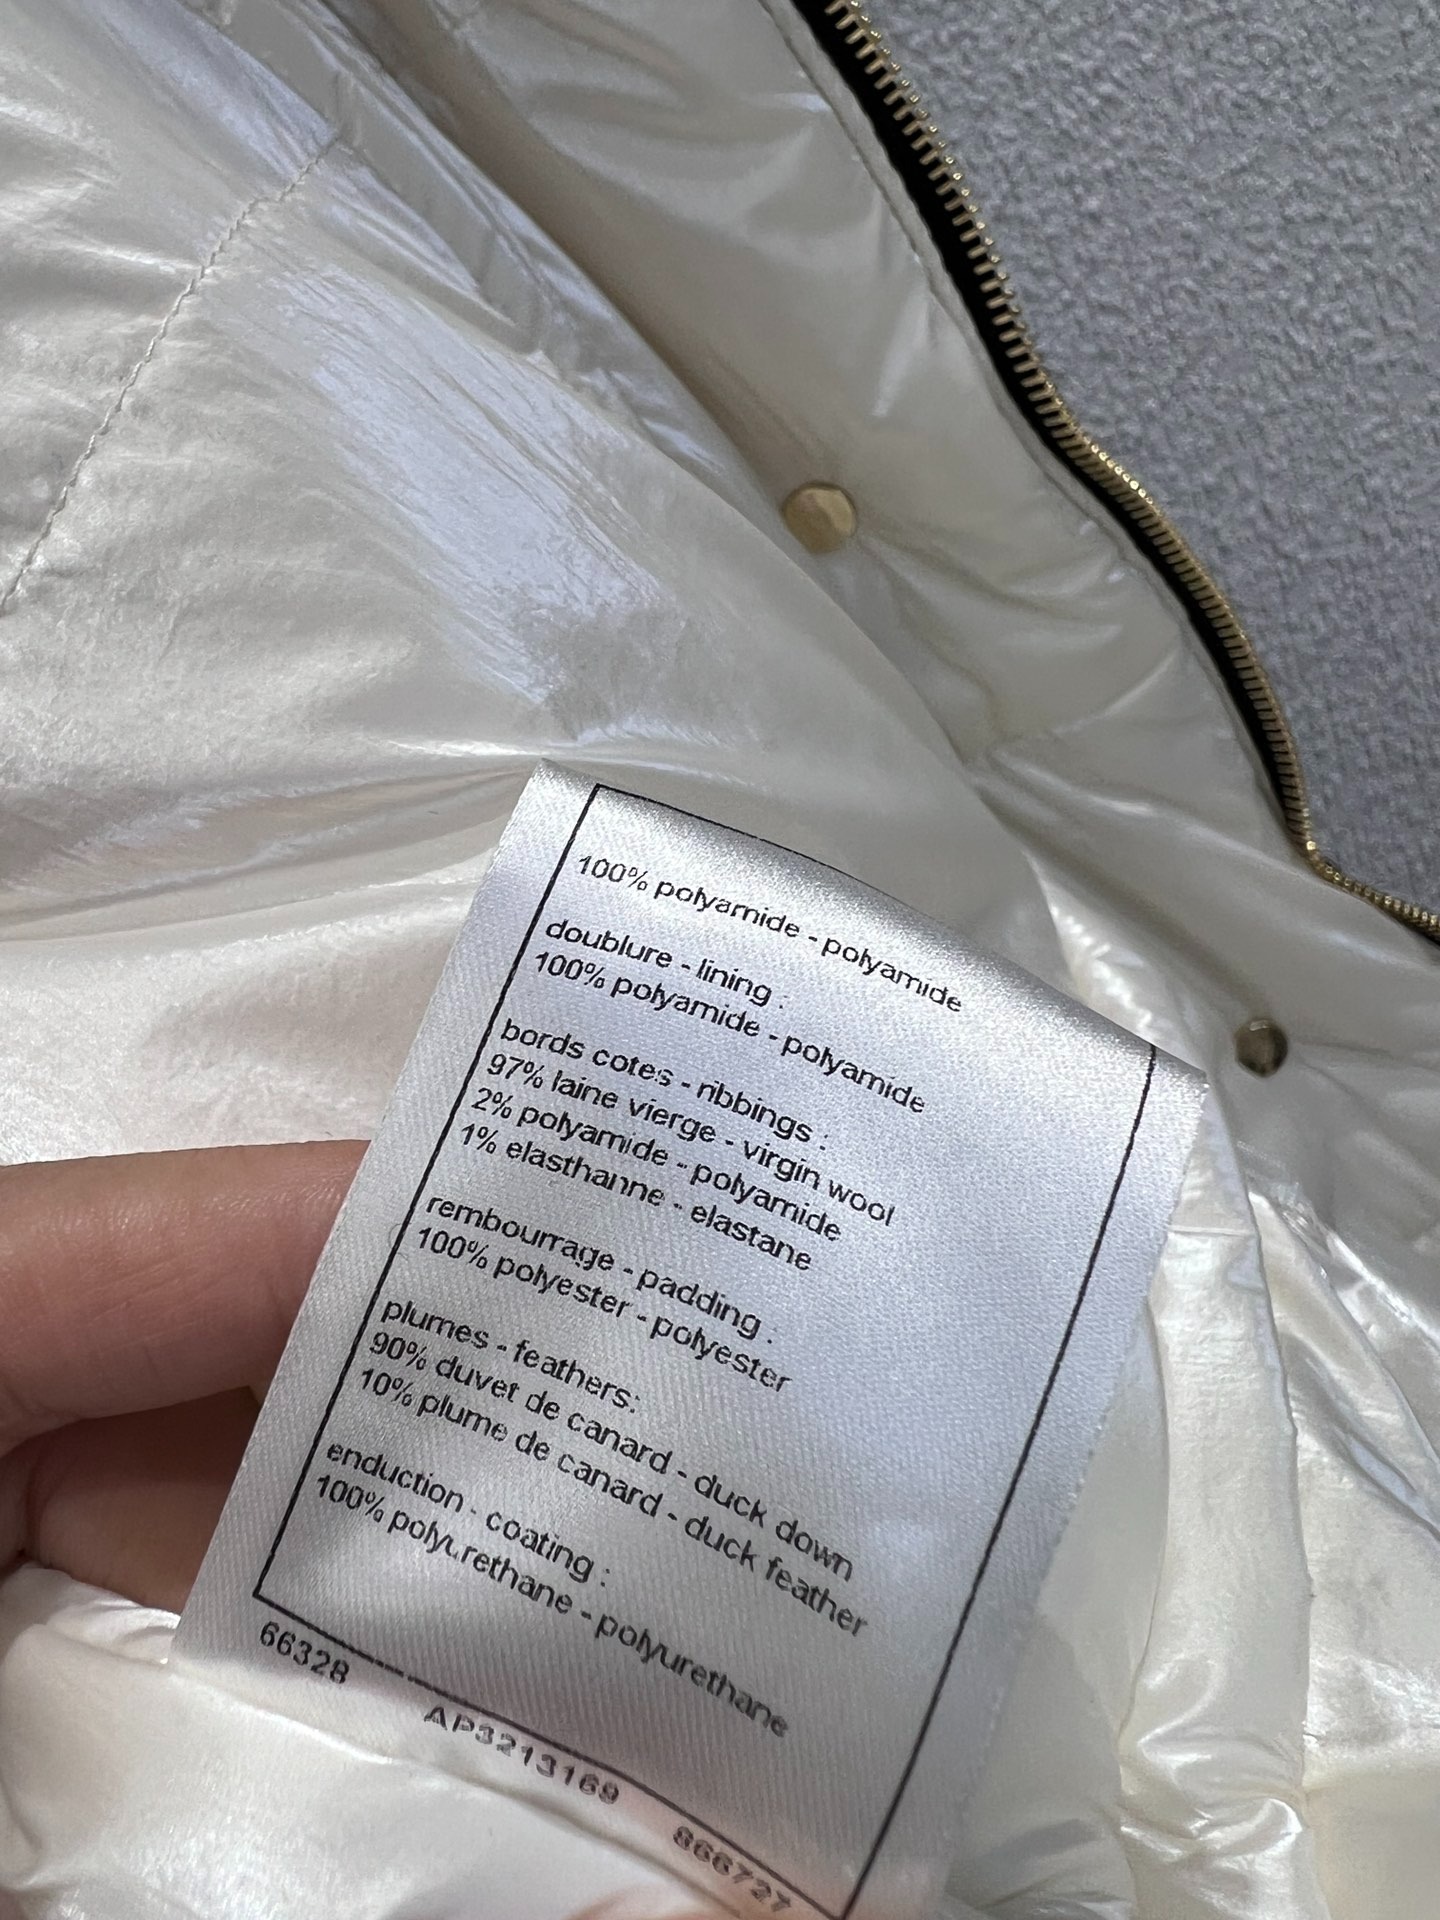 100% polyamide - polyamide
doublure - lining :
100% polyamide - polyamide
bords cotes - ribbings :
97% laine vierge - virgin wool
2% polyamide - polyamide
1% elasthanne - elastane
rembourrage - padding :
100% polyester - polyester
plumes - feathers:
90% duvet de canard - duck down
10% plume de canard - duck feather
enduction - coating :
100% polyurethane - polyurethane
66328 AP3213169 866727